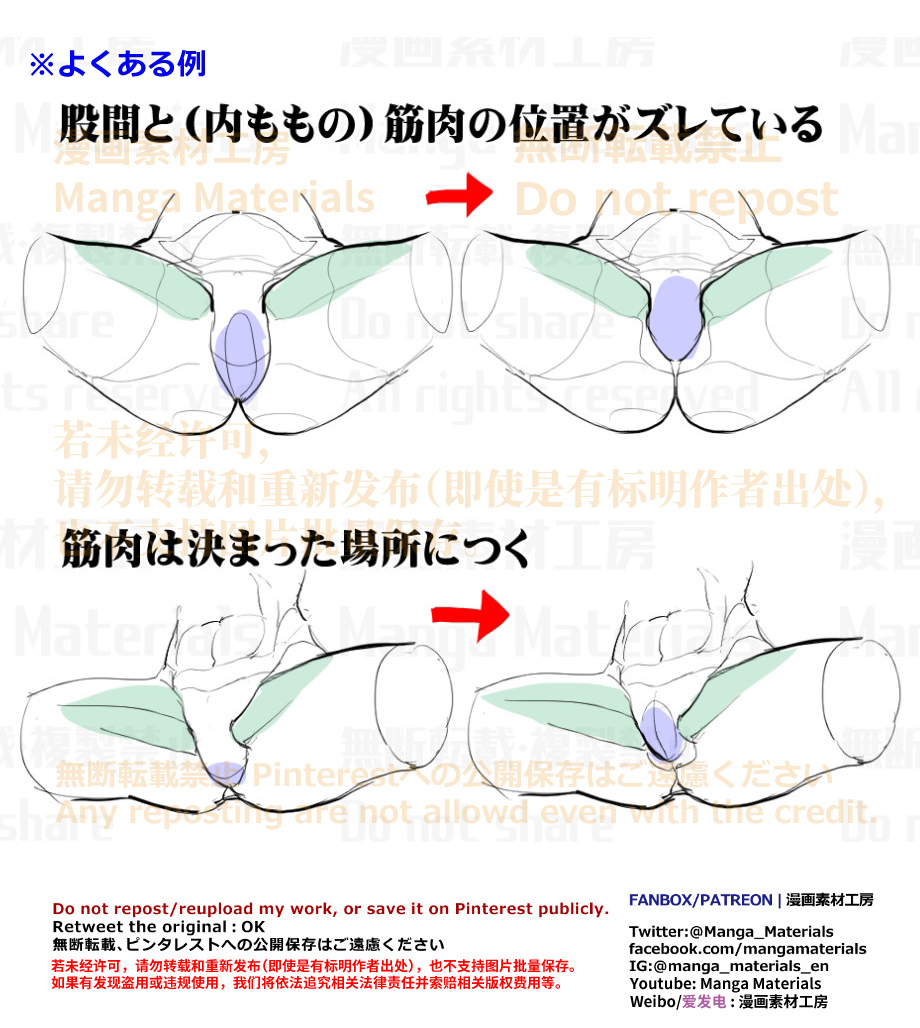 ※よくある例
股間と(内ももの)筋肉の位置がズレている
漫画素材工房
無断転載禁止
Manga Materials
Do not repost
若未经许可,
请勿转载和重新发布(即使是有标明作者出处),
也不支持图片批量保存。
筋肉は決まった場所につく
無断転載禁止 Pinterestへの公開保存はご遠慮ください
Any reposting are not allowd even with the credit.
Do not repost/reupload my work, or save it on Pinterest publicly.
Retweet the original : OK
無断転載、ピンタレストへの公開保存はご遠慮ください
若未经许可，请勿转载和重新发布(即使是有标明作者出处)，也不支持图片批量保存。
如果有发现盗用或违规使用，我们将依法追究相关法律责任并索赔相关版权费用等。
FANBOX/PATREON | 漫画素材工房
Twitter:@Manga_Materials
facebook.com/mangamaterials
IG:@manga_materials_en
Youtube: Manga Materials
Weibo/爱发电 : 漫画素材工房